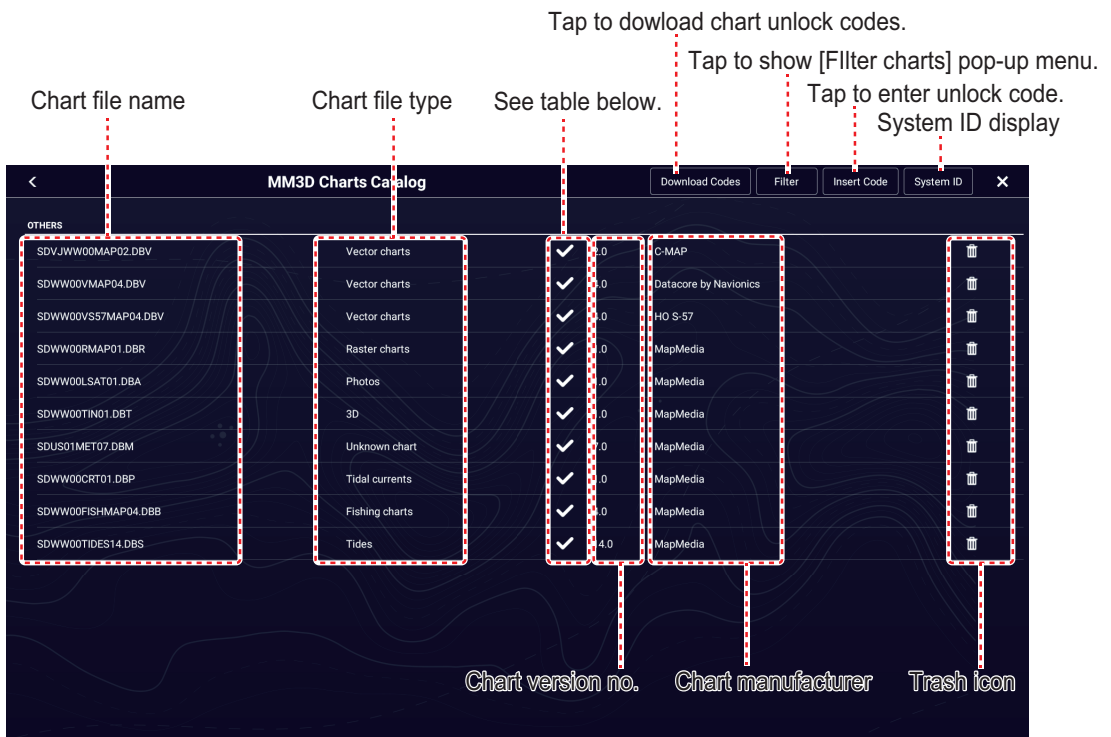 Tap to dowload chart unlock codes.
Tap to show [FIlter charts] pop-up menu.
Chart file name Chart file type See table below. Tap to enter unlock code.
System ID display
< MM3D Charts Catalog Download Codes Filter Insert Code System ID
OTHERS
SDVJWW00MAP02.DBV Vector charts C-MAP
SDWW00VMAP04.DBV Vector charts Datacore by Navionics
SDWW00VS57MAP04.DBV Vector charts HO S-57
SDWW00RMAP01.DBR Raster charts MapMedia
SDWW00LSAT01.DBA Photos MapMedia
SDWW00TIN01.DBT 3D MapMedia
SDUS01MET07.DBM Unknown chart MapMedia
SDWW00CRT01.DBP Tidal currents MapMedia
SDWW00FISHMAP04.DBB Fishing charts MapMedia
SDWW00TIDES14.DBS Tides MapMedia
Chart version no. Chart manufacturer Trash icon